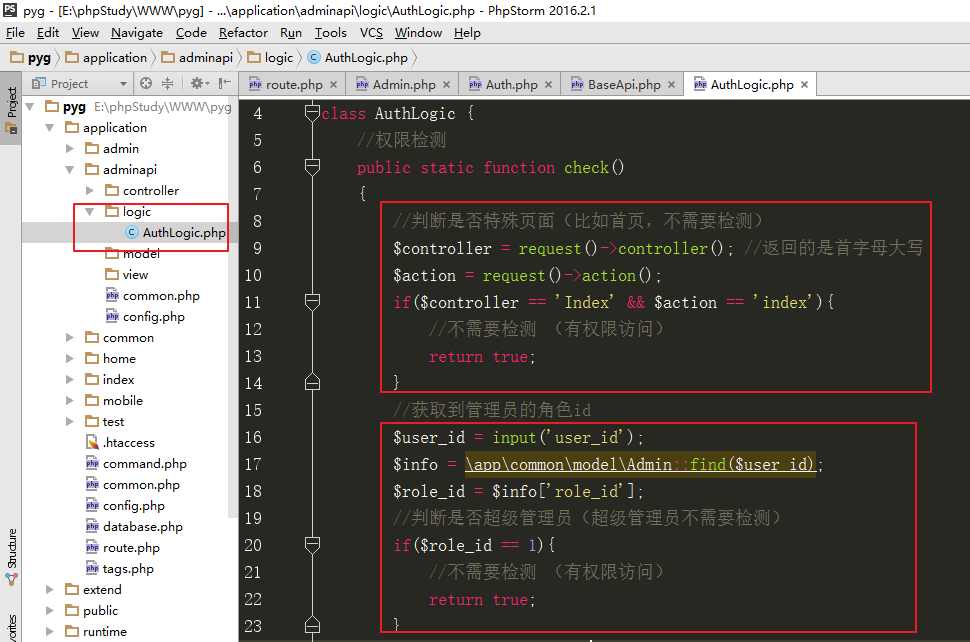 pyg - [E:\phpStudy\WWW\pyg] - ...\application\adminapi\logic\AuthLogic.php - PhpStorm 2016.2.1
File Edit View Navigate Code Refactor Run Tools VCS Window Help
pyg application adminapi logic AuthLogic.php
Project
route.php Admin.php Auth.php BaseApi.php AuthLogic.php
Project
Structure
pyg E:\phpStudy\WWW\pyg
application
admin
adminapi
controller
logic
AuthLogic.php
model
view
common.php
config.php
common
home
index
mobile
test
.htaccess
command.php
common.php
config.php
database.php
route.php
tags.php
extend
public
runtime
4 class AuthLogic {
5 //权限检测
6 public static function check()
7 {
8 //判断是否特殊页面（比如首页，不需要检测）
9 $controller = request()->controller(); //返回的是首字母大写
10 $action = request()->action();
11 if($controller == 'Index' && $action == 'index'){
12 //不需要检测 （有权限访问）
13 return true;
14 }
15 //获取到管理员的角色id
16 $user_id = input('user_id');
17 $info = \app\common\model\Admin::find($user_id);
18 $role_id = $info['role_id'];
19 //判断是否超级管理员（超级管理员不需要检测）
20 if($role_id == 1){
21 //不需要检测 （有权限访问）
22 return true;
23 }